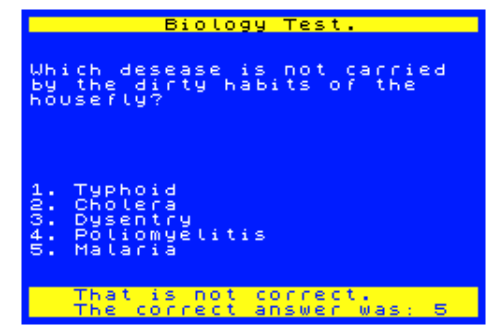 Biology Test.
Which desease is not carried
by the dirty habits of the
housefly?
1. Typhoid
2. Cholera
3. Dysentry
4. Poliomyelitis
5. Malaria
That is not correct.
The correct answer was: 5